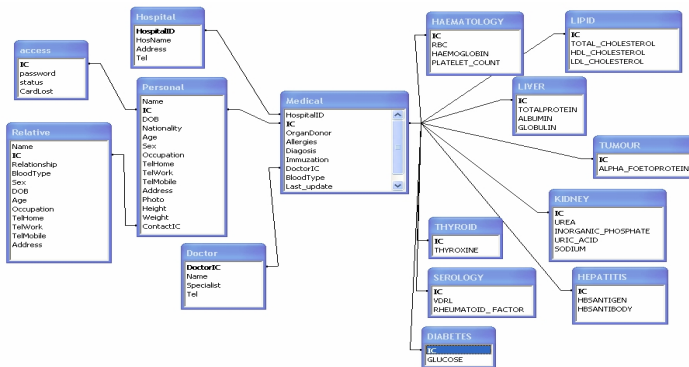 Hospital
HospitalID
HosName
Address
Tel
access
IC
password
status
CardLost
Personal
Name
IC
DOB
Nationality
Age
Sex
Occupation
TelHome
TelWork
TelMobile
Address
Photo
Height
Weight
ContactIC
Relative
Name
IC
Relationship
BloodType
Sex
DOB
Age
Occupation
TelHome
TelWork
TelMobile
Address
Medical
HospitalID
IC
OrganDonor
Allergies
Diagosis
Immuzation
DoctorIC
BloodType
Last_update
Doctor
DoctorIC
Name
Specialist
Tel
HAEMATOLOGY
IC
RBC
HAEMOGLOBIN
PLATELET_COUNT
LIPID
IC
TOTAL_CHOLESTEROL
HDL_CHOLESTEROL
LDL_CHOLESTEROL
LIVER
IC
TOTALPROTEIN
ALBUMIN
GLOBULIN
TUMOUR
IC
ALPHA_FOETOPROTEIN
KIDNEY
IC
UREA
INORGANIC_PHOSPHATE
URIC_ACID
SODIUM
THYROID
IC
THYROXINE
SEROLOGY
IC
VDRL
RHEUMATOID_FACTOR
HEPATITIS
IC
HBSANTIGEN
HBSANTIBODY
DIABETES
IC
GLUCOSE